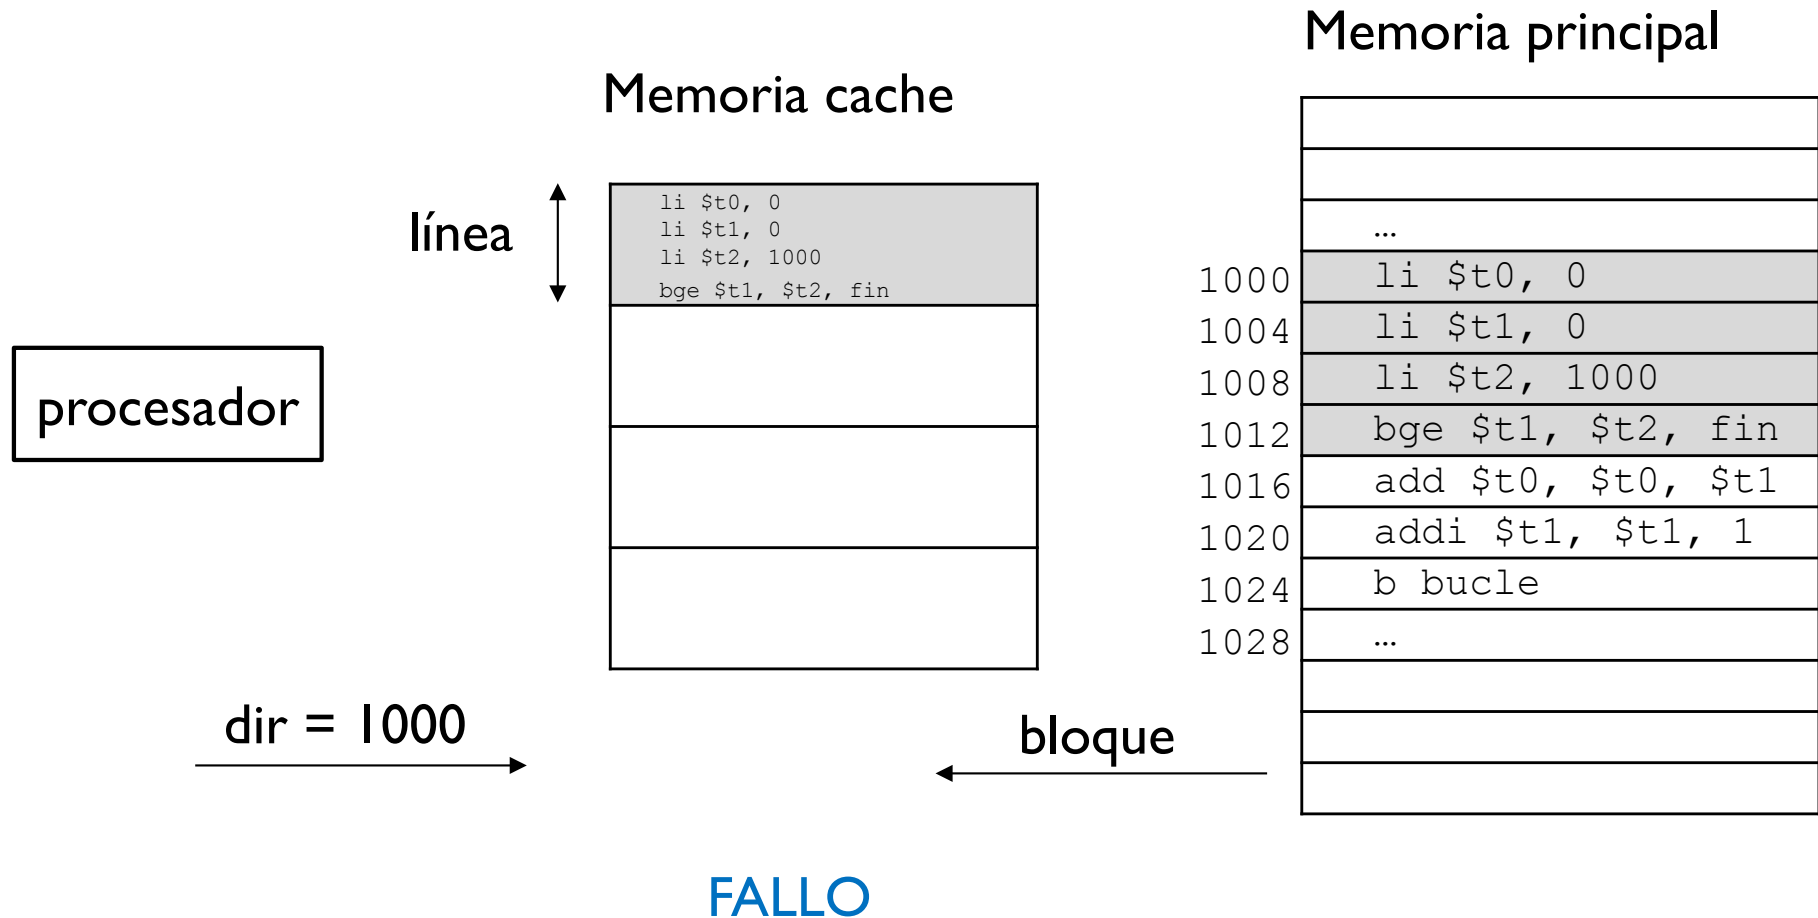 Memoria principal
Memoria cache
línea
li $t0, 0
li $t1, 0
li $t2, 1000
bge $t1, $t2, fin
procesador
…
1000 li $t0, 0
1004 li $t1, 0
1008 li $t2, 1000
1012 bge $t1, $t2, fin
1016 add $t0, $t0, $t1
1020 addi $t1, $t1, 1
1024 b bucle
1028 …
dir = 1000
bloque
FALLO